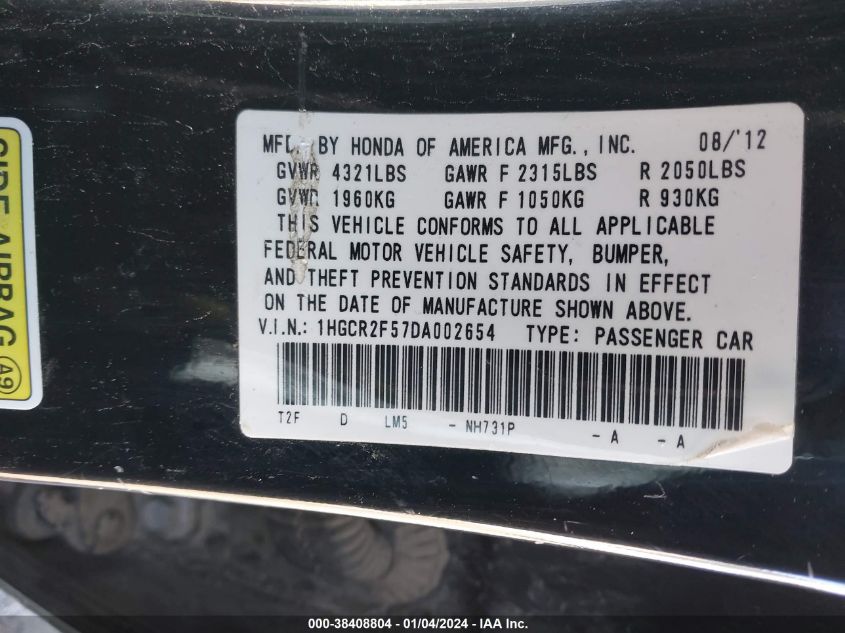 SIDE AIRBAG A9
MFD. BY HONDA OF AMERICA MFG., INC. 08/'12
GVWR 4321LBS GAWR F 2315LBS R 2050LBS
GVWR 1960KG GAWR F 1050KG R 930KG
THIS VEHICLE CONFORMS TO ALL APPLICABLE
FEDERAL MOTOR VEHICLE SAFETY, BUMPER,
AND THEFT PREVENTION STANDARDS IN EFFECT
ON THE DATE OF MANUFACTURE SHOWN ABOVE.
V.I.N.: 1HGCR2F57DA002654 TYPE: PASSENGER CAR
T2F D LM5 - NH731P - A - A
000-38408804 - 01/04/2024 - IAA Inc.